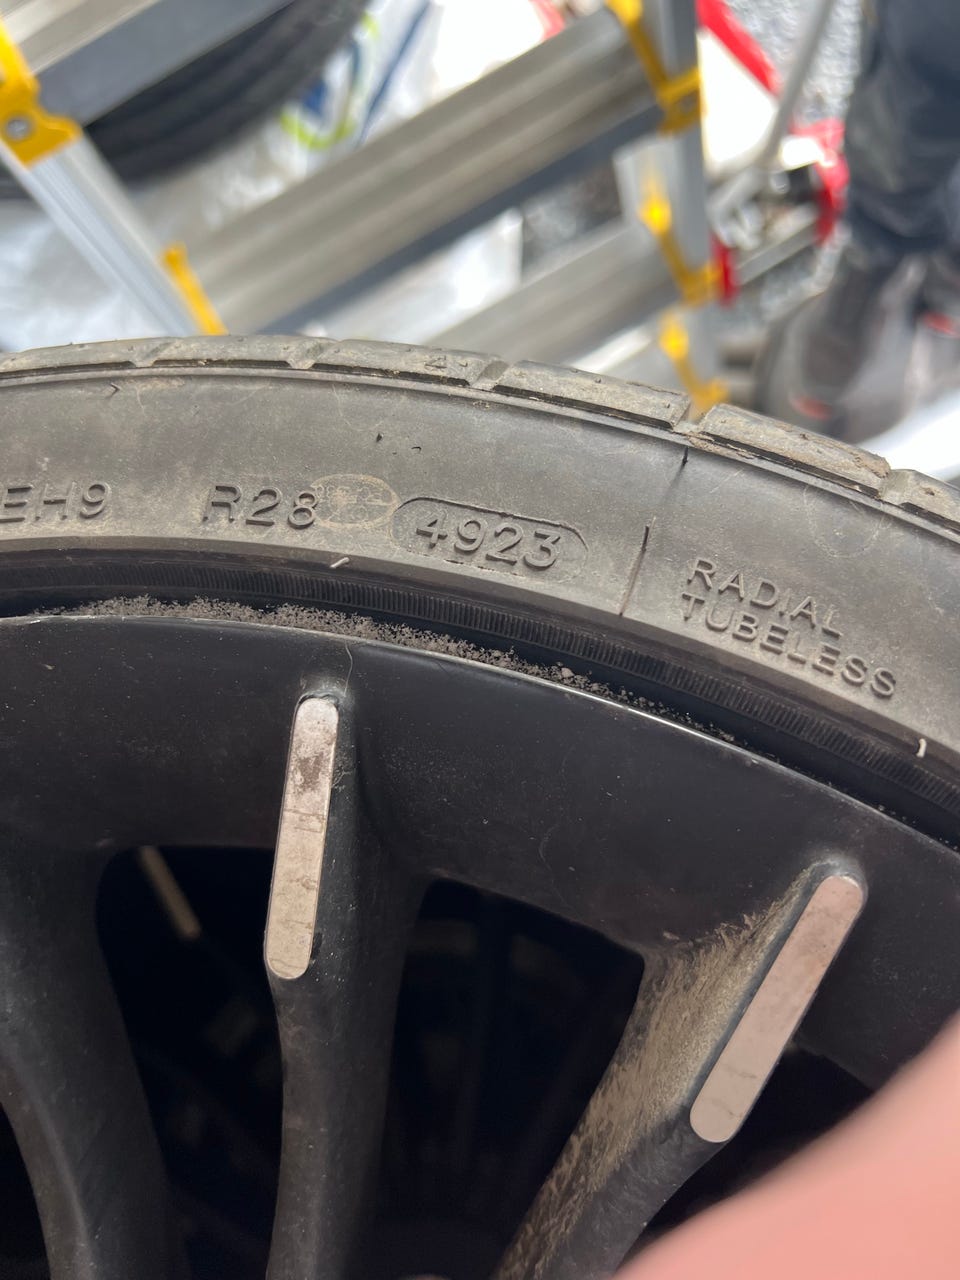 EH9 R28 4923
RADIAL
TUBELESS